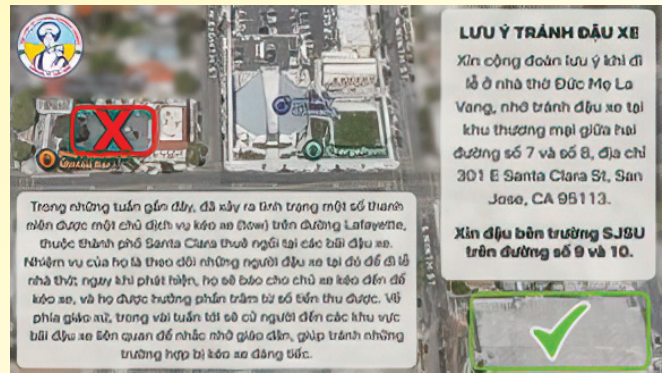 LƯU Ý TRÁNH ĐẬU XE
Xin cộng đoàn lưu ý khi đi
lễ ở nhà thờ Đức Mẹ La
Vang, nhớ tránh đậu xe tại
khu thương mại giữa hai
đường số 7 và số 8, địa chỉ
301 E Santa Clara St, San
Jose, CA 95113.
Xin đậu bên trường SJSU
trên đường số 9 và 10.
Trong những tuần gần đây, đã xảy ra tình trạng một số thanh
niên được một chủ dịch vụ kéo xe (tow) trên đường Lafayette,
thuộc thành phố Santa Clara thuê ngồi tại các bãi đậu xe.
Nhiệm vụ của họ là theo dõi những người đậu xe tại đó để đi lễ
nhà thờ; ngay khi phát hiện, họ sẽ báo cho chủ xe kéo đến để
kéo xe, và họ được hưởng phần trăm từ số tiền thu được. Về
phía giáo xứ, trong vài tuần tới sẽ cử người đến các khu vực
bãi đậu xe liên quan để nhắc nhở giáo dân, giúp tránh những
trường hợp bị kéo xe đáng tiếc.
X
ChargePoint